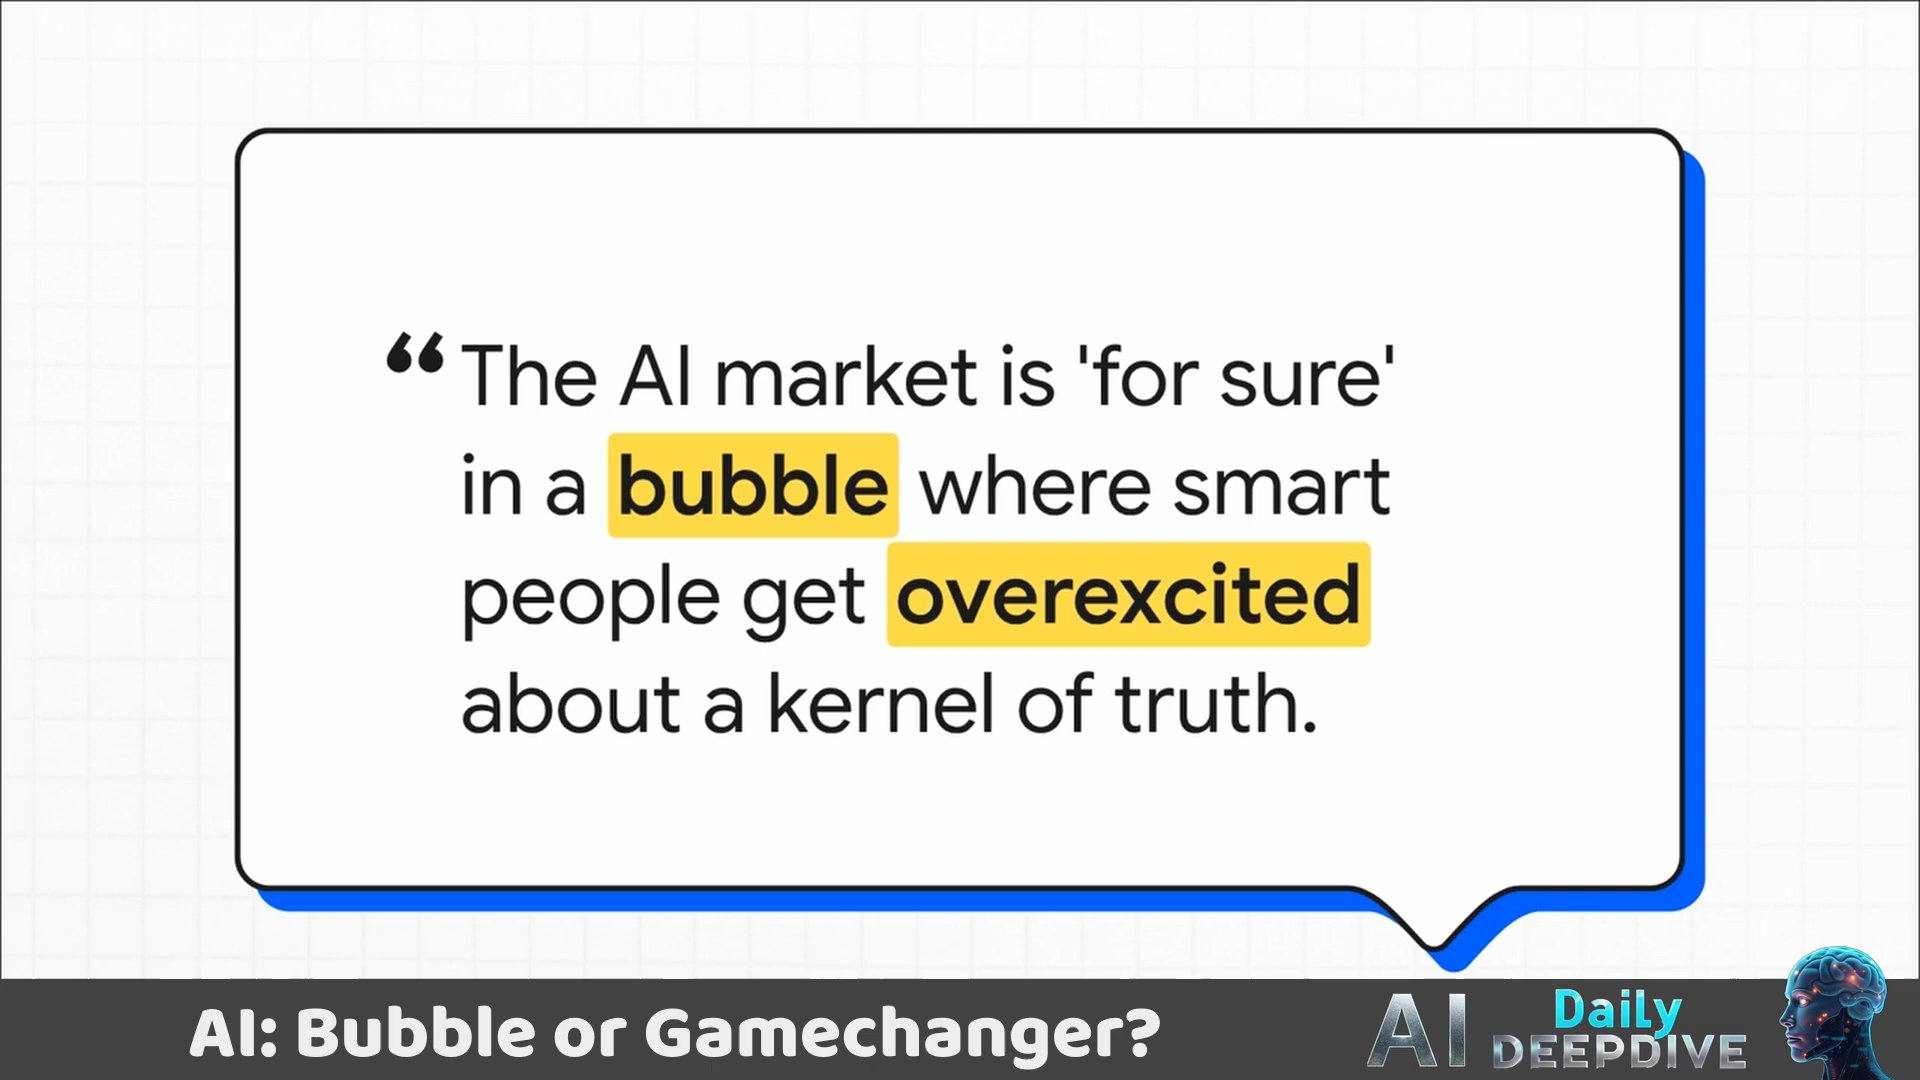 “The AI market is 'for sure'
in a bubble where smart
people get overexcited
about a kernel of truth.
AI: Bubble or Gamechanger?
AI Daily
DEEPDIVE